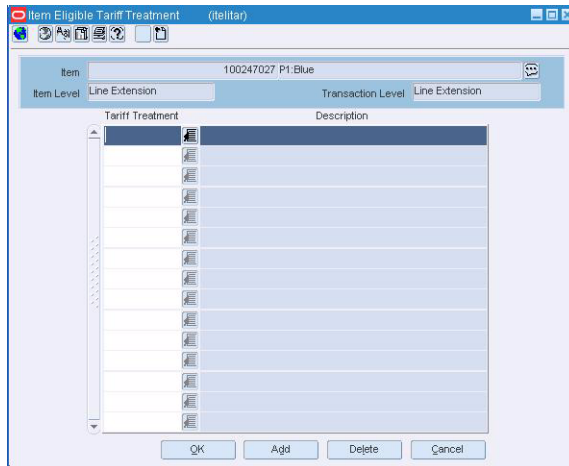 Item Eligible Tariff Treatment (itelitar)
Item 100247027 P1:Blue
Item Level Line Extension Transaction Level Line Extension
Tariff Treatment Description
OK Add Delete Cancel